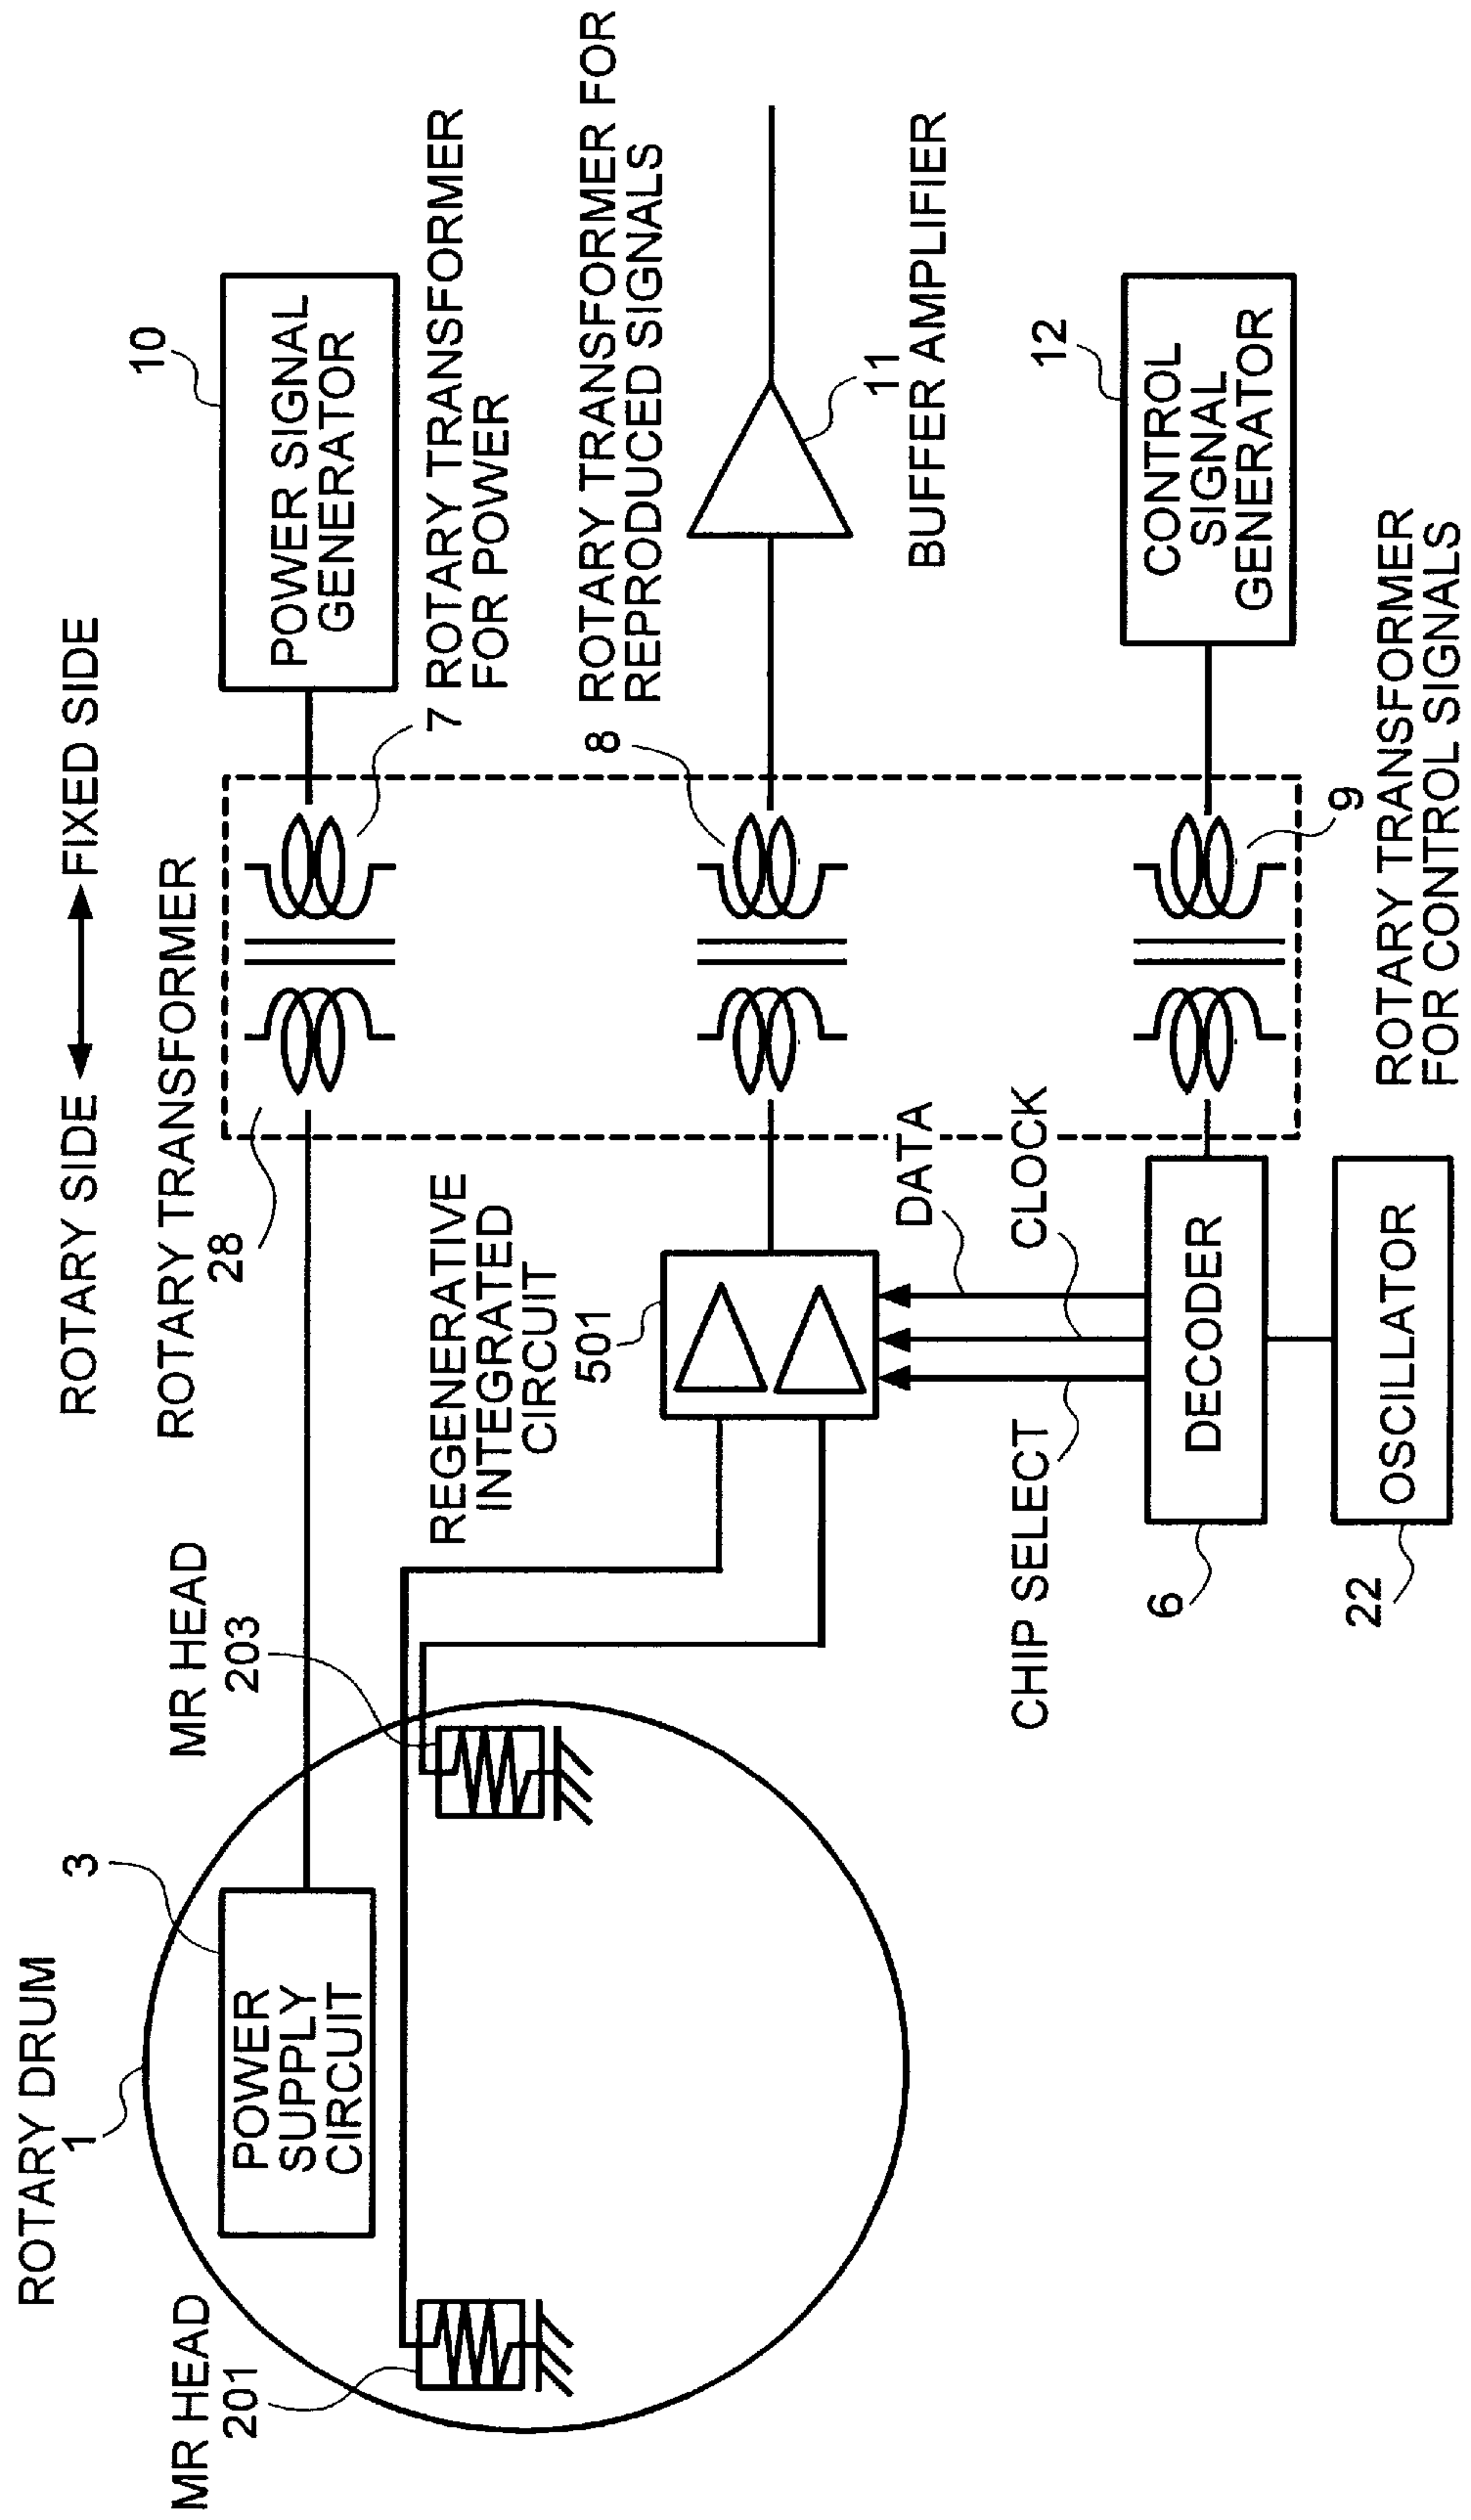 ROTARY SIDE
FIXED SIDE
ROTARY DRUM
1
3
MR HEAD
201
MR HEAD
203
POWER
SUPPLY
CIRCUIT
ROTARY TRANSFORMER
28
10
POWER SIGNAL
GENERATOR
7
ROTARY TRANSFORMER
FOR POWER
REGENERATIVE
INTEGRATED
CIRCUIT
501
8
ROTARY TRANSFORMER FOR
REPRODUCED SIGNALS
11
BUFFER AMPLIFIER
DATA
CLOCK
CHIP SELECT
12
CONTROL
SIGNAL
GENERATOR
6
DECODER
9
ROTARY TRANSFORMER
FOR CONTROL SIGNALS
22
OSCILLATOR